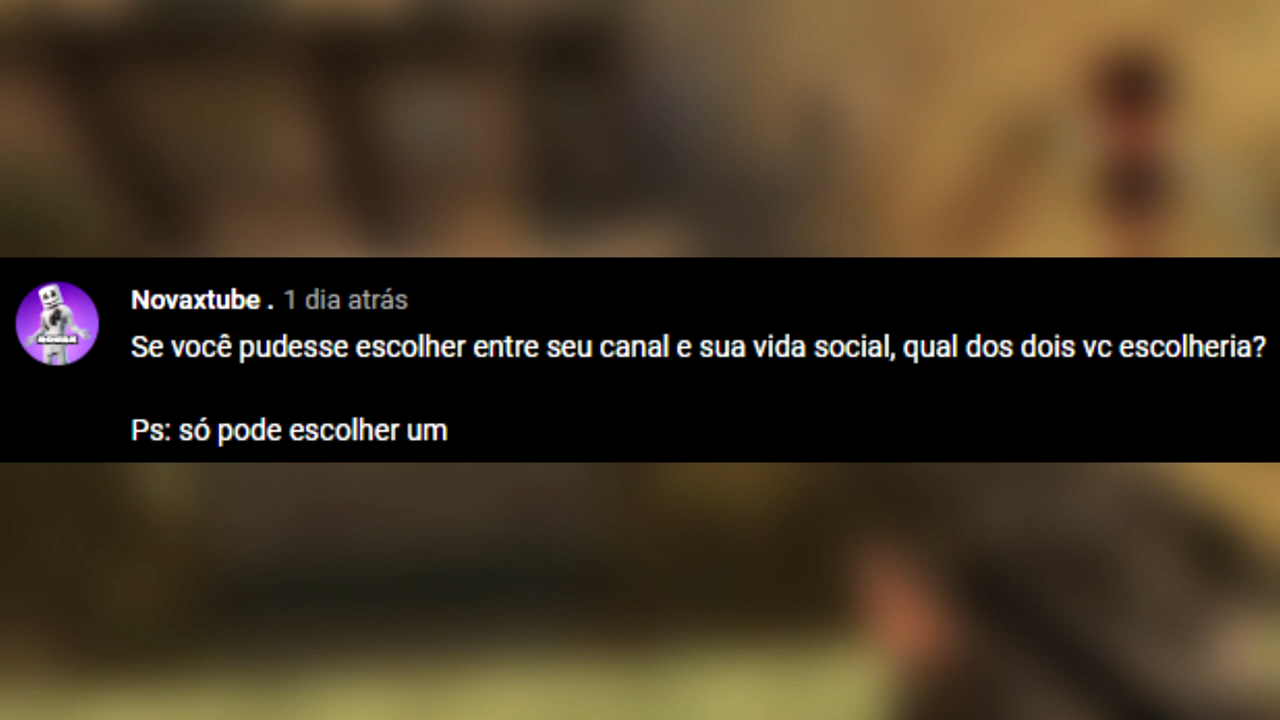 Novaxtube . 1 dia atrás
Se você pudesse escolher entre seu canal e sua vida social, qual dos dois vc escolheria?
Ps: só pode escolher um